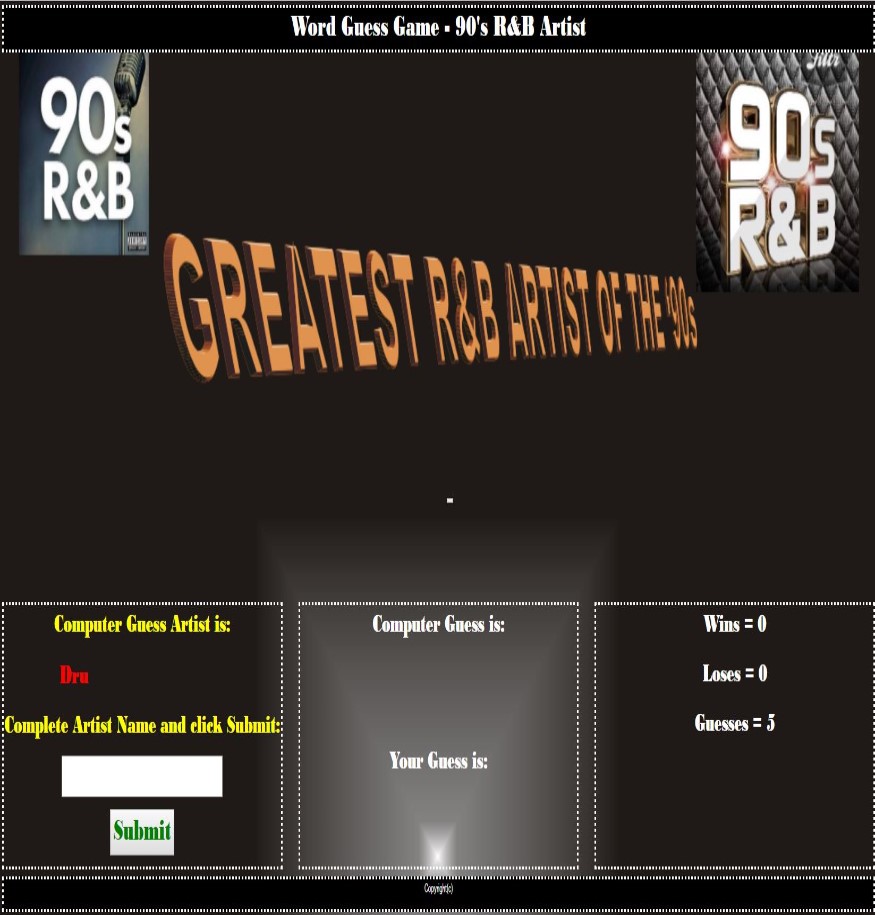 Word Guess Game - 90's R&B Artist
90s
R&B
Filtr
90s
R&B
GREATEST R&B ARTIST OF THE '90s
-
Computer Guess Artist is:
Dru
Complete Artist Name and click Submit:
Submit
Computer Guess is:
Your Guess is:
Wins = 0
Loses = 0
Guesses = 5
Copyright(c)